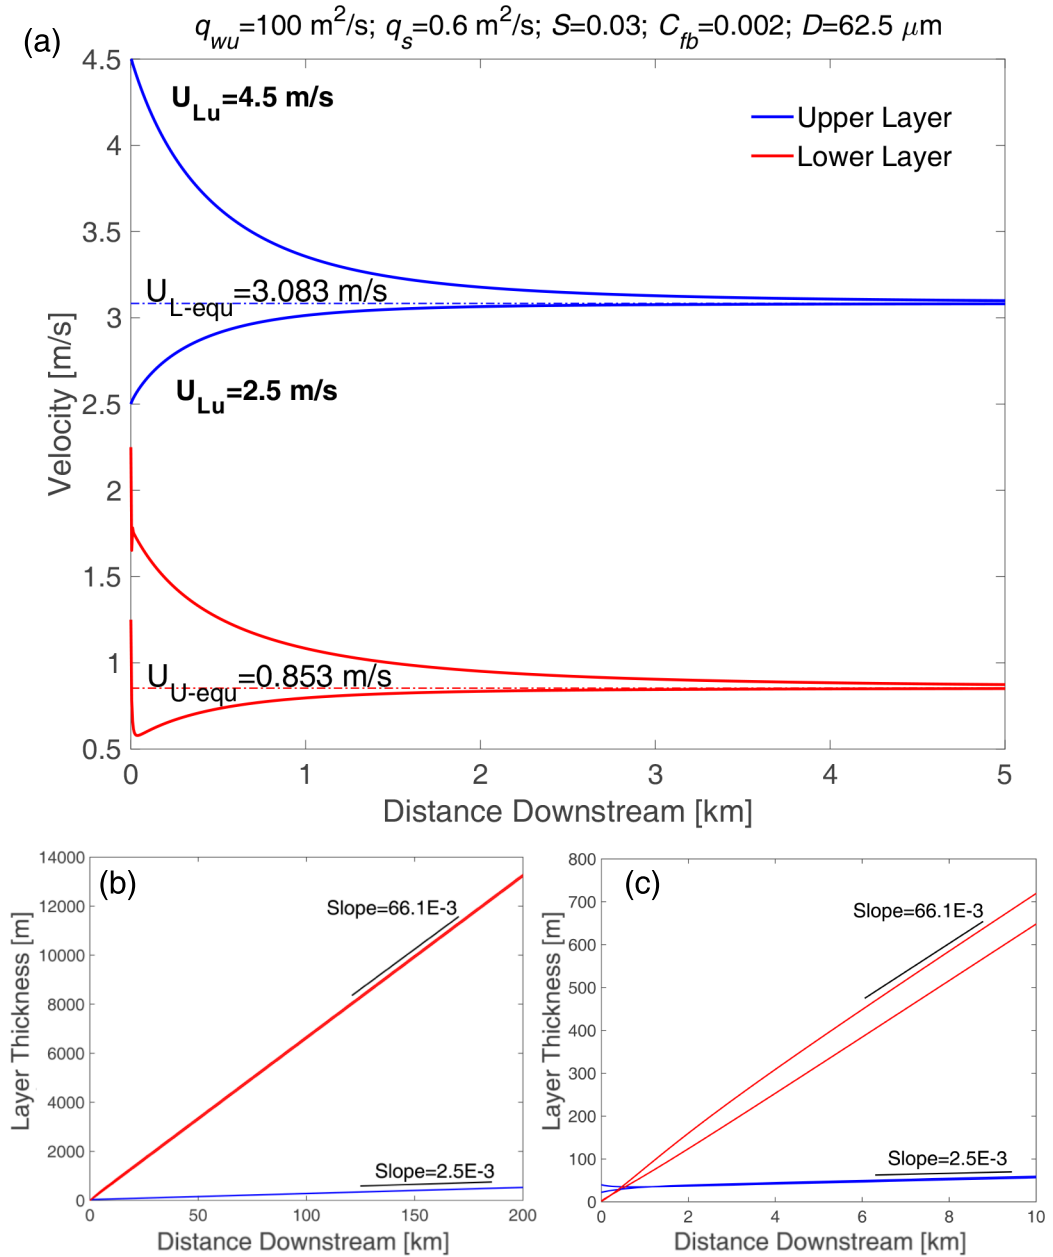 (a)
q_wu=100 m²/s; q_s=0.6 m²/s; S=0.03; C_fb=0.002; D=62.5 μm
4.5
4
3.5
3
2.5
2
1.5
1
0.5
Velocity [m/s]
U_Lu=4.5 m/s
Upper Layer
Lower Layer
U_L-equ=3.083 m/s
U_Lu=2.5 m/s
U_U-equ=0.853 m/s
0 1 2 3 4 5
Distance Downstream [km]
(b)
14000
12000
10000
8000
6000
4000
2000
0
Layer Thickness [m]
Slope=66.1E-3
Slope=2.5E-3
0 50 100 150 200
Distance Downstream [km]
(c)
800
700
600
500
400
300
200
100
0
Layer Thickness [m]
Slope=66.1E-3
Slope=2.5E-3
0 2 4 6 8 10
Distance Downstream [km]